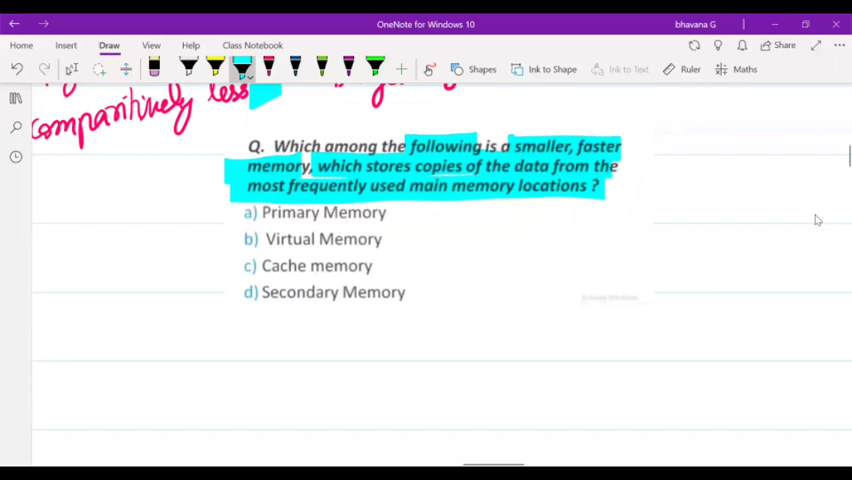 OneNote for Windows 10
bhavana G
Home Insert Draw View Help Class Notebook
Share
Shapes Ink to Shape Ink to Text Ruler Maths
comparitively less
Q. Which among the following is a smaller, faster
memory, which stores copies of the data from the
most frequently used main memory locations ?
a) Primary Memory
b) Virtual Memory
c) Cache memory
d) Secondary Memory